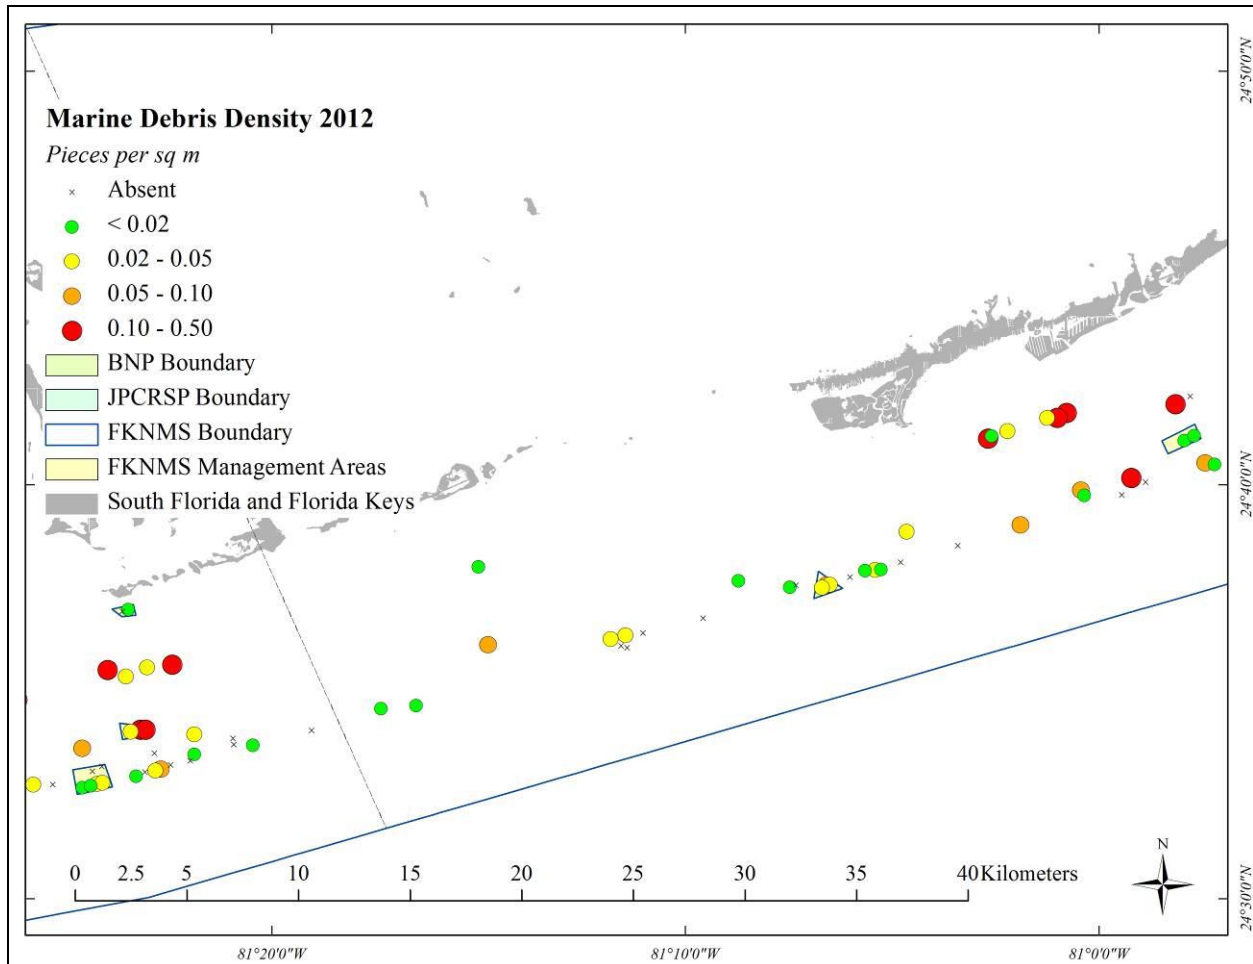 Marine Debris Density 2012
Pieces per sq m
Absent
< 0.02
0.02 - 0.05
0.05 - 0.10
0.10 - 0.50
BNP Boundary
JPCRSP Boundary
FKNMS Boundary
FKNMS Management Areas
South Florida and Florida Keys
24°50'0"N
24°40'0"N
24°30'0"N
N
0 2.5 5 10 15 20 25 30 35 40 Kilometers
81°20'0"W 81°10'0"W 81°0'0"W